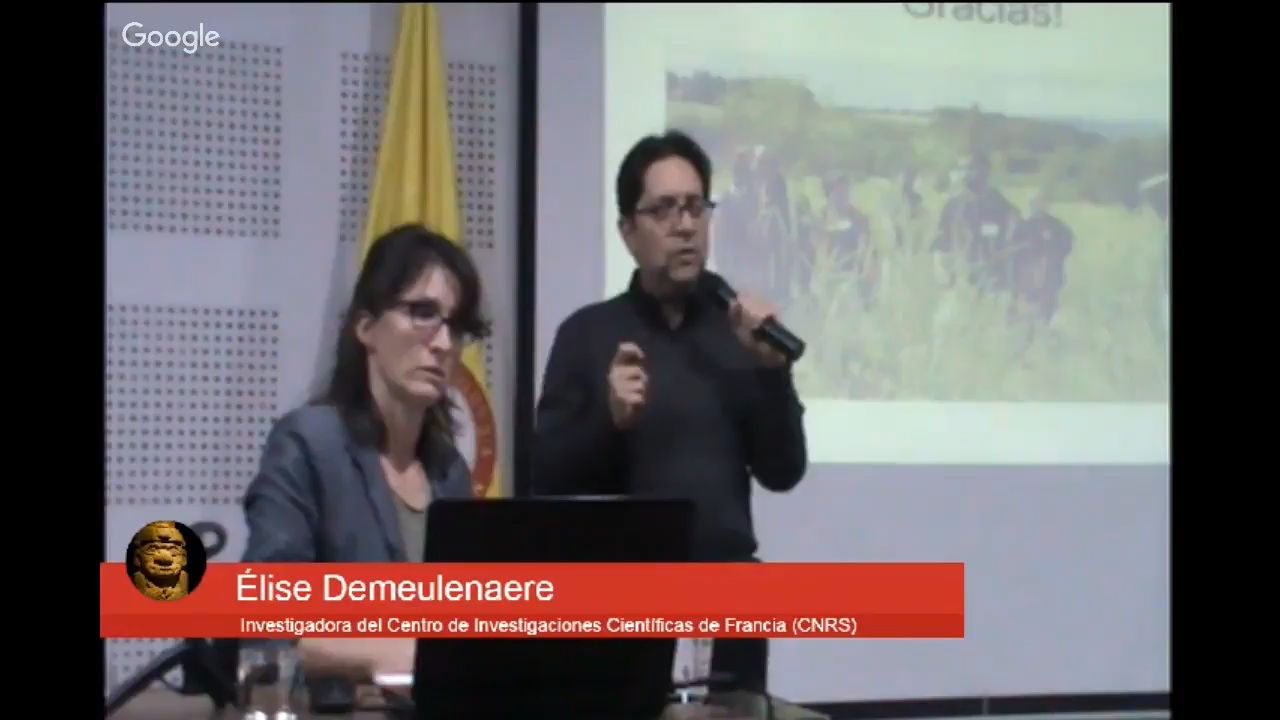 Google
Gracias!
Élise Demeulenaere
Investigadora del Centro de Investigaciones Científicas de Francia (CNRS)